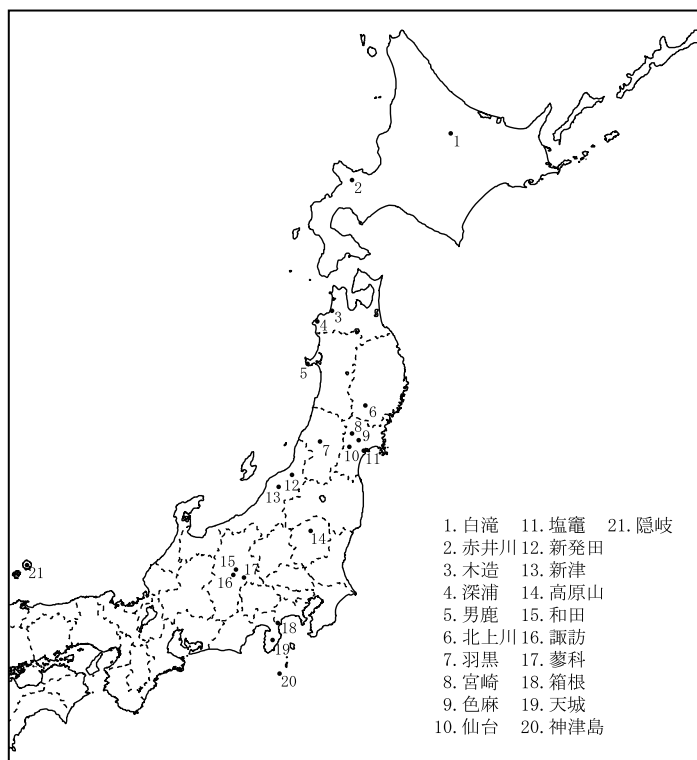 1
2
3
4
5
6
7
8
9
10
11
12
13
14
15
16
17
18
19
20
21
1. 白滝 11. 塩竈 21. 隠岐
2. 赤井川 12. 新発田
3. 木造 13. 新津
4. 深浦 14. 高原山
5. 男鹿 15. 和田
6. 北上川 16. 諏訪
7. 羽黒 17. 蓼科
8. 宮崎 18. 箱根
9. 色麻 19. 天城
10. 仙台 20. 神津島